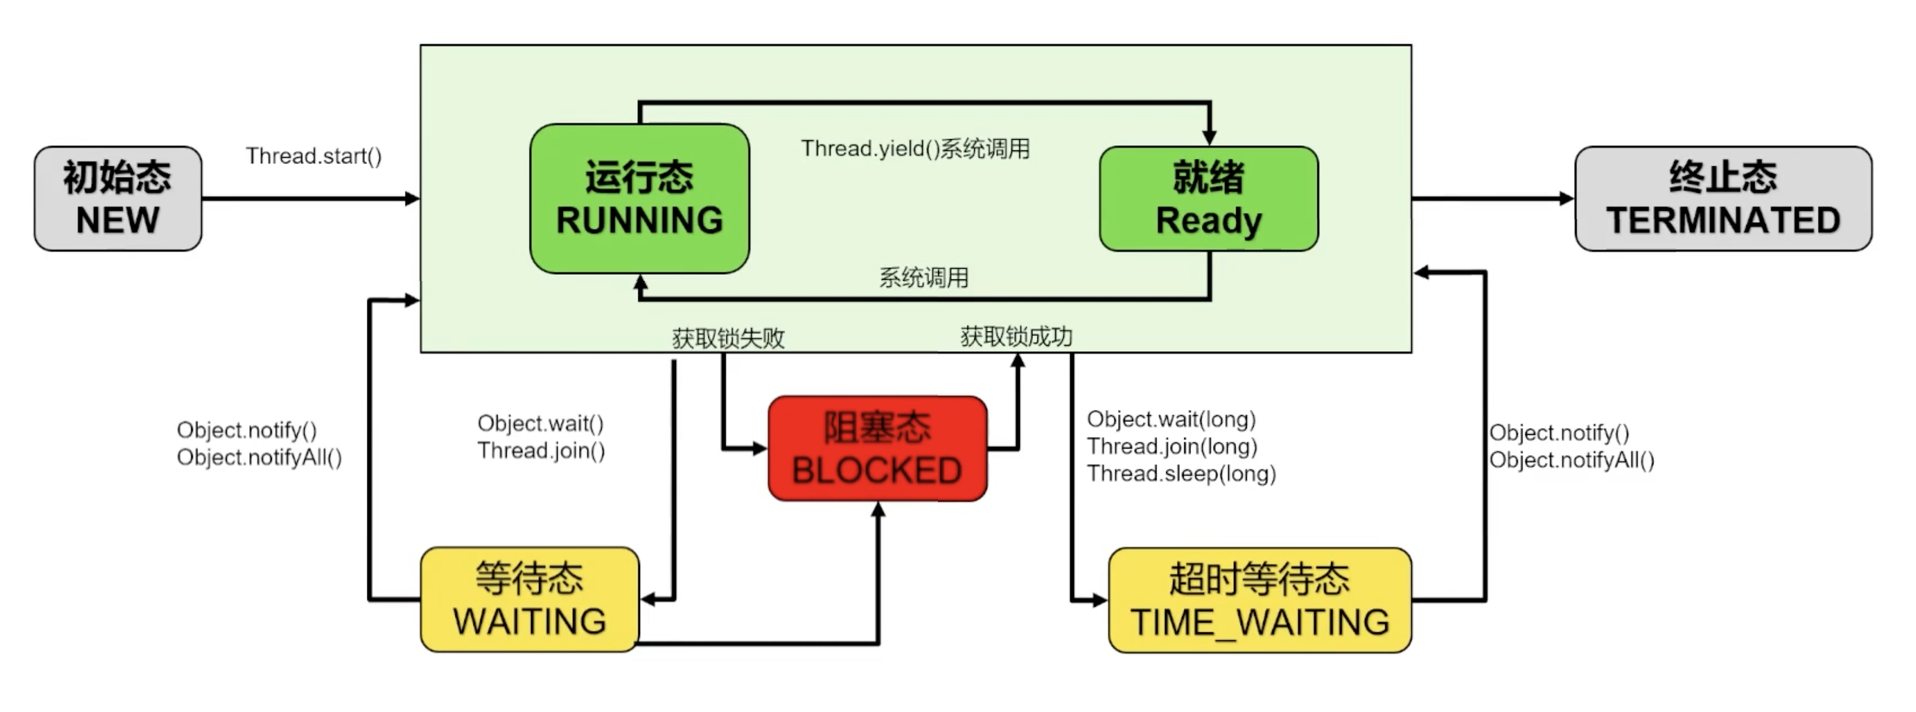 初始态
NEW
Thread.start()
运行态
RUNNING
Thread.yield()系统调用
就绪
Ready
系统调用
终止态
TERMINATED
获取锁失败
获取锁成功
Object.notify()
Object.notifyAll()
Object.wait()
Thread.join()
阻塞态
BLOCKED
Object.wait(long)
Thread.join(long)
Thread.sleep(long)
Object.notify()
Object.notifyAll()
等待态
WAITING
超时等待态
TIME_WAITING